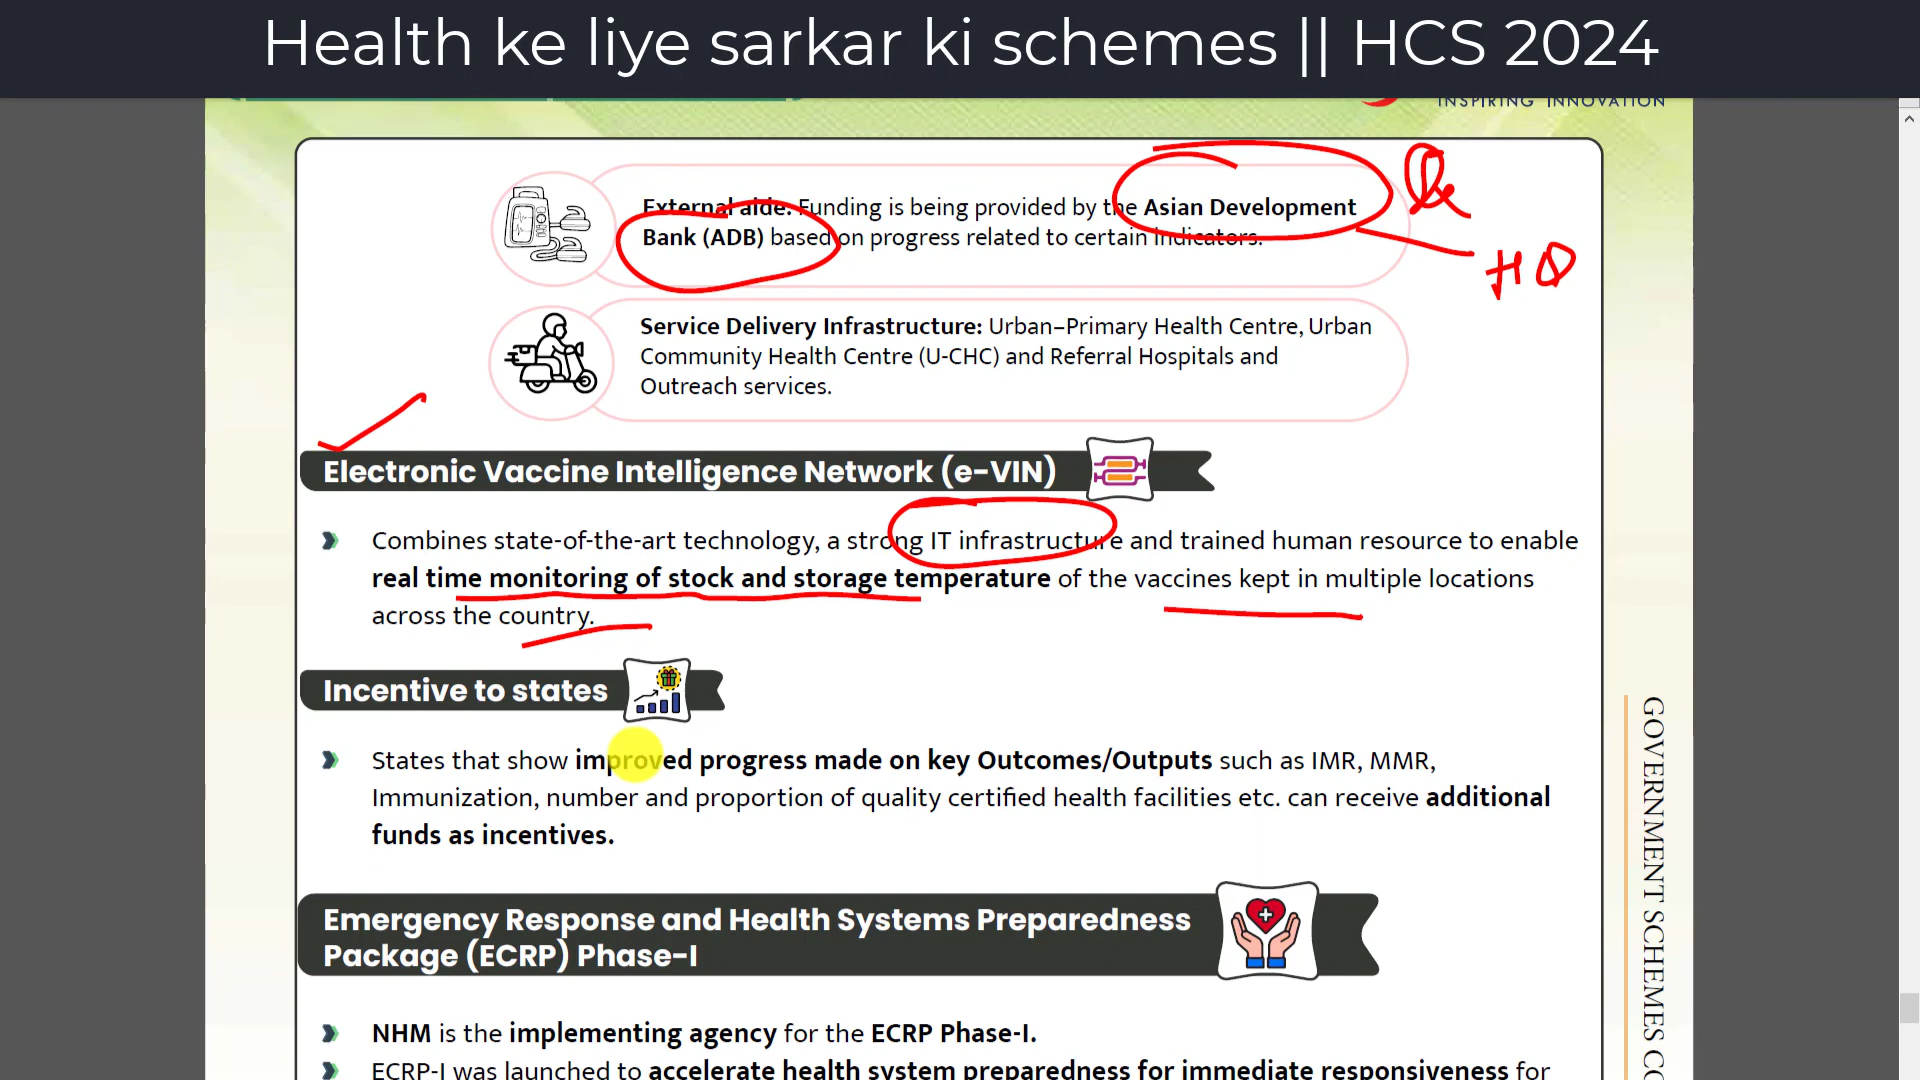 Health ke liye sarkar ki schemes || HCS 2024
INSPIRING INNOVATION
External aide: Funding is being provided by the Asian Development
Bank (ADB) based on progress related to certain indicators.
HQ
Service Delivery Infrastructure: Urban–Primary Health Centre, Urban
Community Health Centre (U-CHC) and Referral Hospitals and
Outreach services.
Electronic Vaccine Intelligence Network (e-VIN)
Combines state-of-the-art technology, a strong IT infrastructure and trained human resource to enable
real time monitoring of stock and storage temperature of the vaccines kept in multiple locations
across the country.
Incentive to states
States that show improved progress made on key Outcomes/Outputs such as IMR, MMR,
Immunization, number and proportion of quality certified health facilities etc. can receive additional
funds as incentives.
Emergency Response and Health Systems Preparedness
Package (ECRP) Phase-I
NHM is the implementing agency for the ECRP Phase-I.
ECRP-I was launched to accelerate health system preparedness for immediate responsiveness for
GOVERNMENT SCHEMES CO